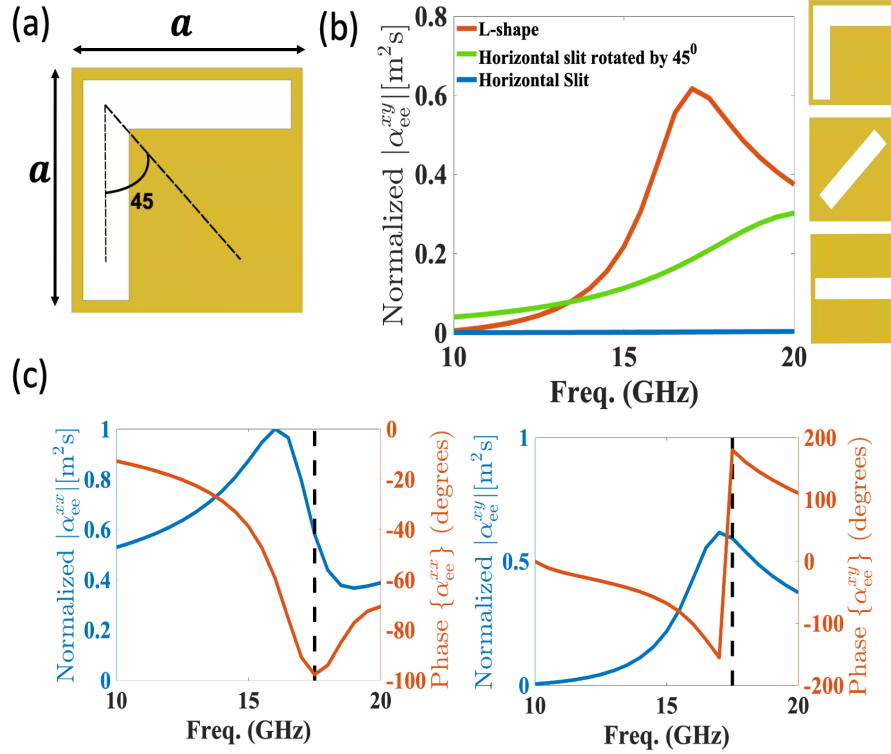 (a)
a
a
45
(b)
0.8
0.6
0.4
0.2
0
Normalized |α_ee^xy|[m²s]
L-shape
Horizontal slit rotated by 45⁰
Horizontal Slit
10
15
20
Freq. (GHz)
(c)
1
0.8
0.6
0.4
0.2
0
Normalized |α_ee^xx|[m²s]
0
-20
-40
-60
-80
-100
Phase {α_ee^xx} (degrees)
10
15
20
Freq. (GHz)
1
0.5
0
Normalized |α_ee^xy|[m²s]
200
100
0
-100
-200
Phase {α_ee^xy} (degrees)
10
15
20
Freq. (GHz)